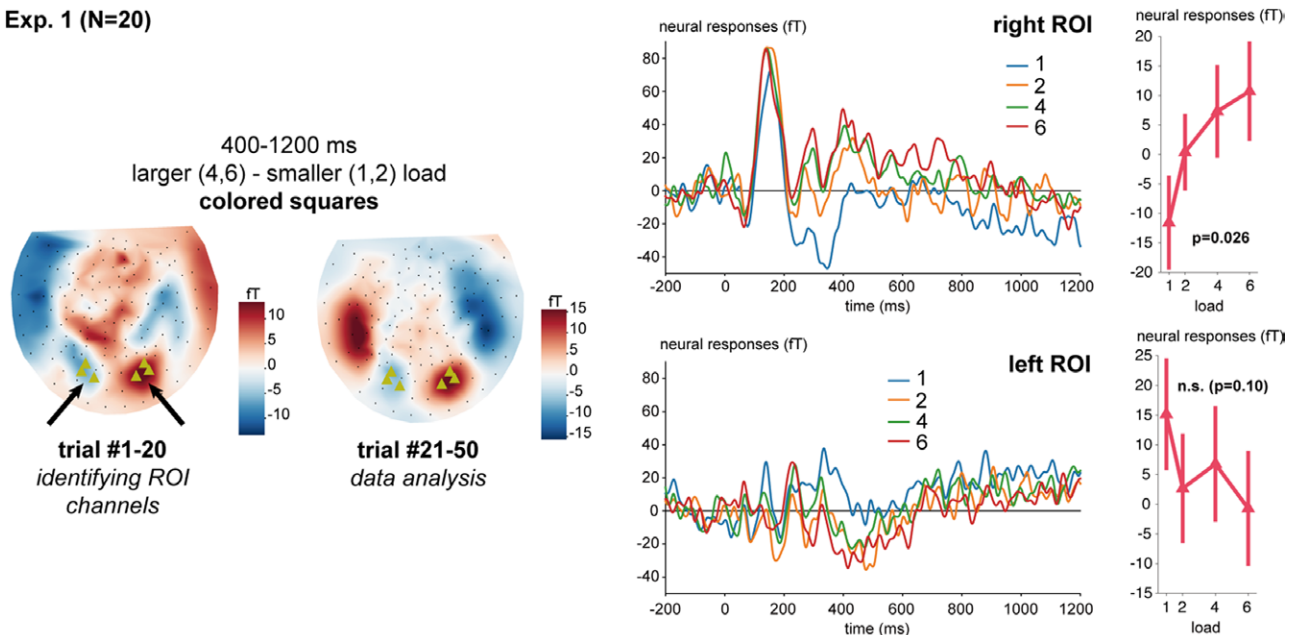 Exp. 1 (N=20)
400-1200 ms
larger (4,6) - smaller (1,2) load
colored squares
fT
10
5
0
-5
-10
trial #1-20
identifying ROI
channels
fT
15
10
5
0
-5
-10
-15
trial #21-50
data analysis
neural responses (fT)
right ROI
80
60
40
20
0
-20
-40
1
2
4
6
-200 0 200 400 600 800 1000 1200
time (ms)
neural responses (fT)
20
15
10
5
0
-5
-10
-15
-20
p=0.026
1 2 4 6
load
neural responses (fT)
left ROI
80
60
40
20
0
-20
-40
1
2
4
6
-200 0 200 400 600 800 1000 1200
time (ms)
neural responses (fT)
25
20
15
10
5
0
-5
-10
-15
n.s. (p=0.10)
1 2 4 6
load